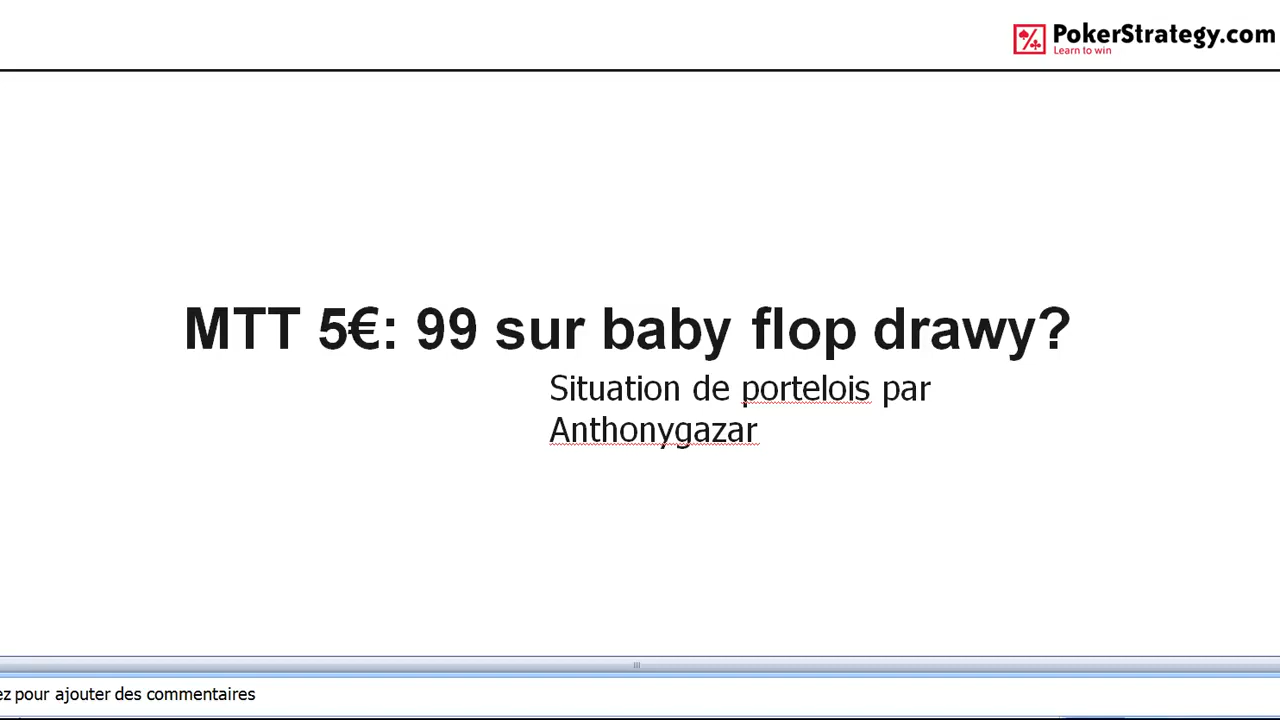 PokerStrategy.com
Learn to win
MTT 5€: 99 sur baby flop drawy?
Situation de portelois par
Anthonygazar
ez pour ajouter des commentaires